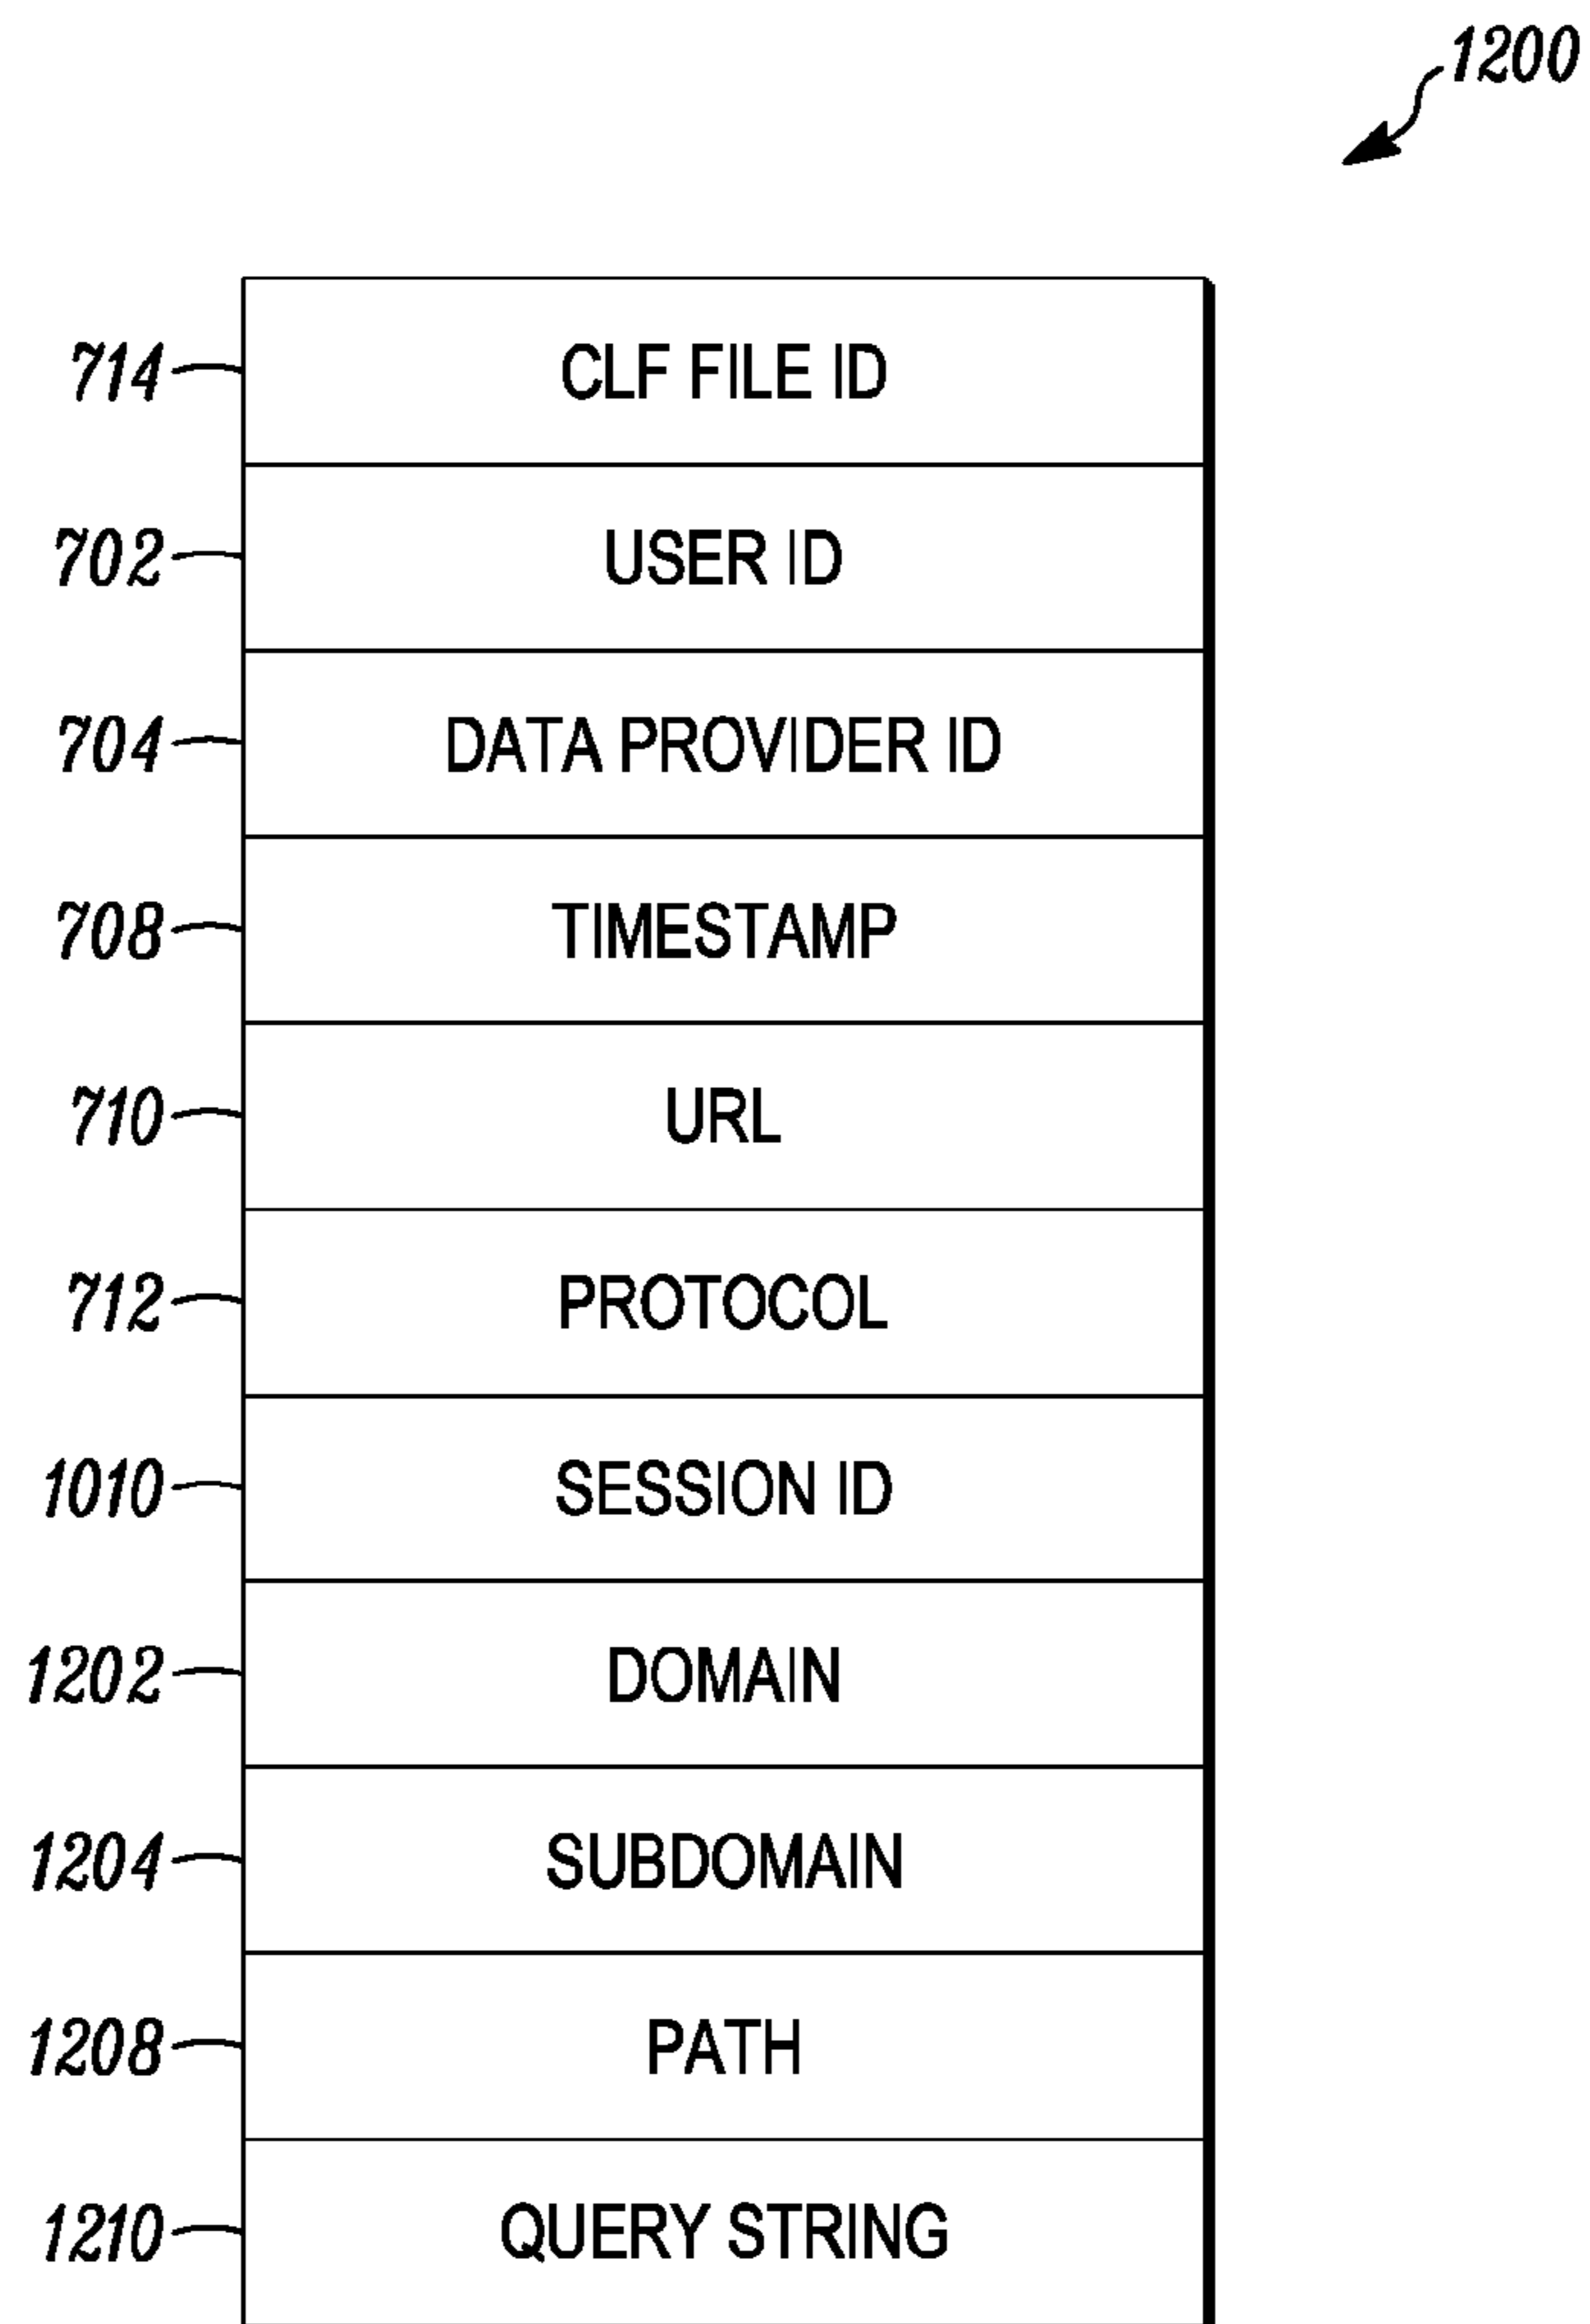 1200
714 CLF FILE ID
702 USER ID
704 DATA PROVIDER ID
708 TIMESTAMP
710 URL
712 PROTOCOL
1010 SESSION ID
1202 DOMAIN
1204 SUBDOMAIN
1208 PATH
1210 QUERY STRING